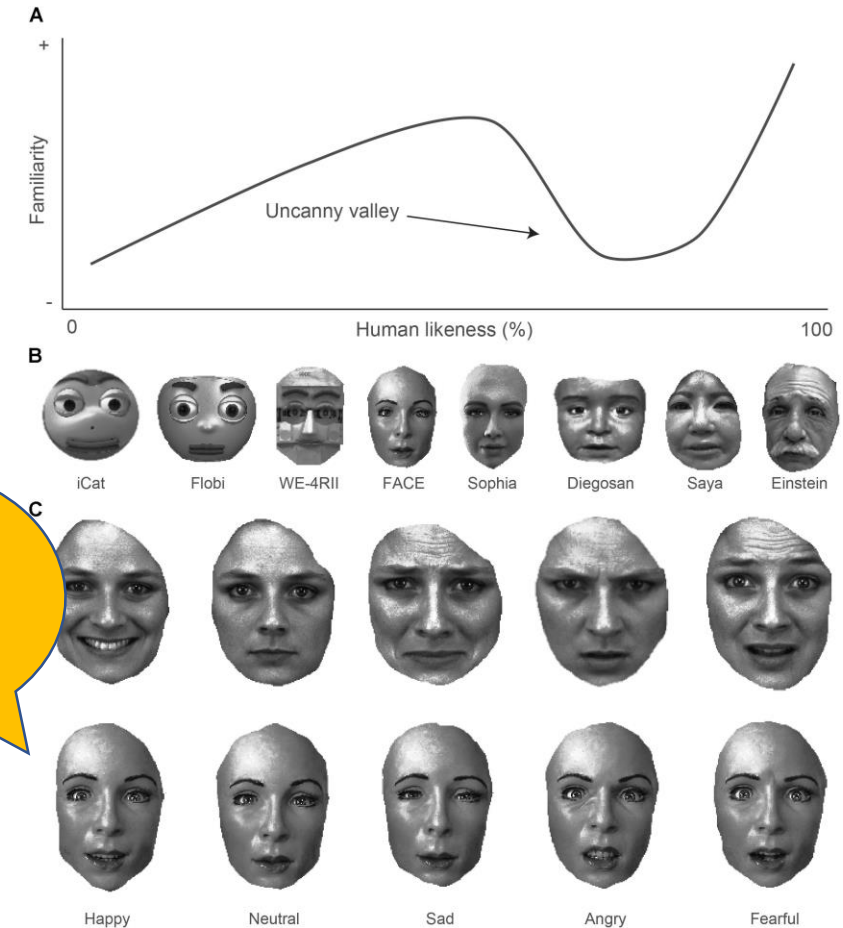 A
+
Familiarity
Uncanny valley
-
0
Human likeness (%)
100
B
iCat Flobi WE-4RII FACE Sophia Diegosan Saya Einstein
C
Happy Neutral Sad Angry Fearful